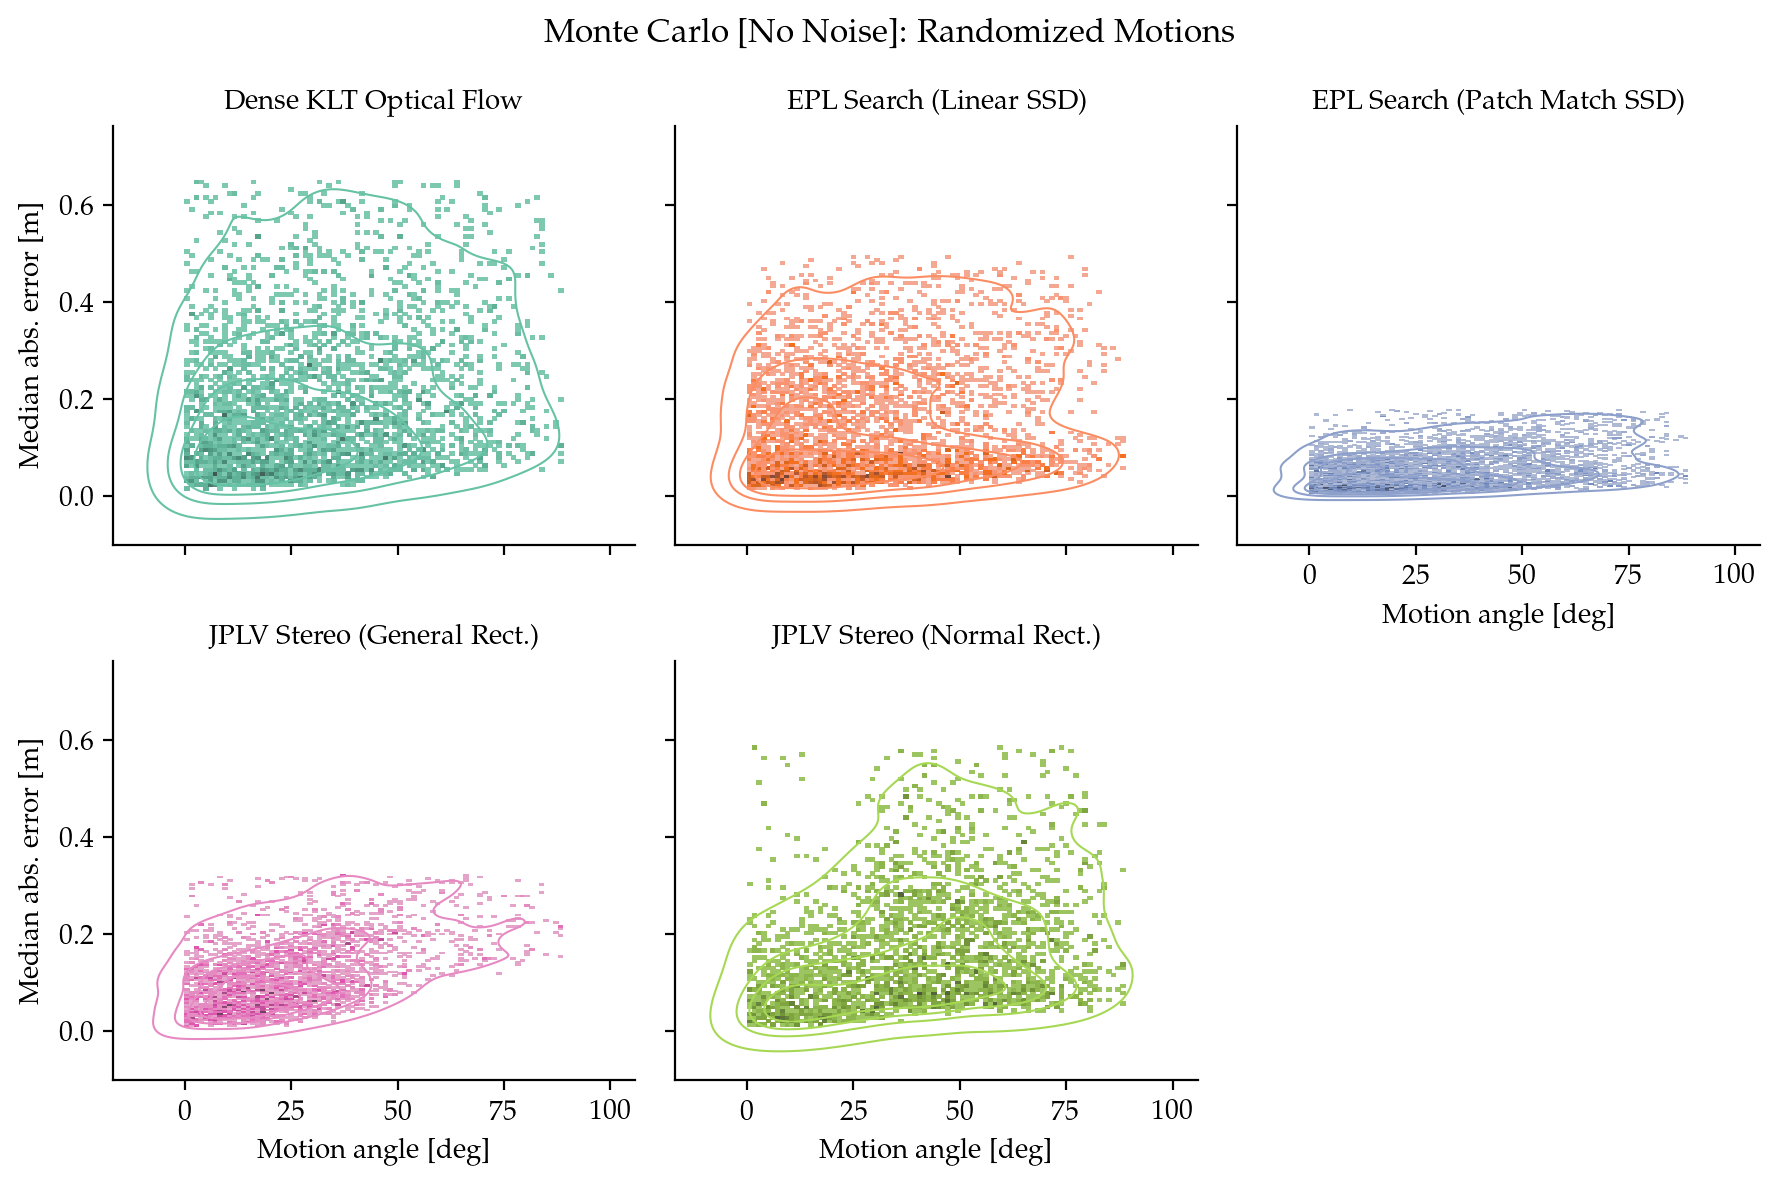 Monte Carlo [No Noise]: Randomized Motions
Dense KLT Optical Flow
EPL Search (Linear SSD)
EPL Search (Patch Match SSD)
Median abs. error [m]
0.6
0.4
0.2
0.0
0 25 50 75 100
Motion angle [deg]
JPLV Stereo (General Rect.)
JPLV Stereo (Normal Rect.)
Median abs. error [m]
0.6
0.4
0.2
0.0
0 25 50 75 100
0 25 50 75 100
Motion angle [deg]
Motion angle [deg]